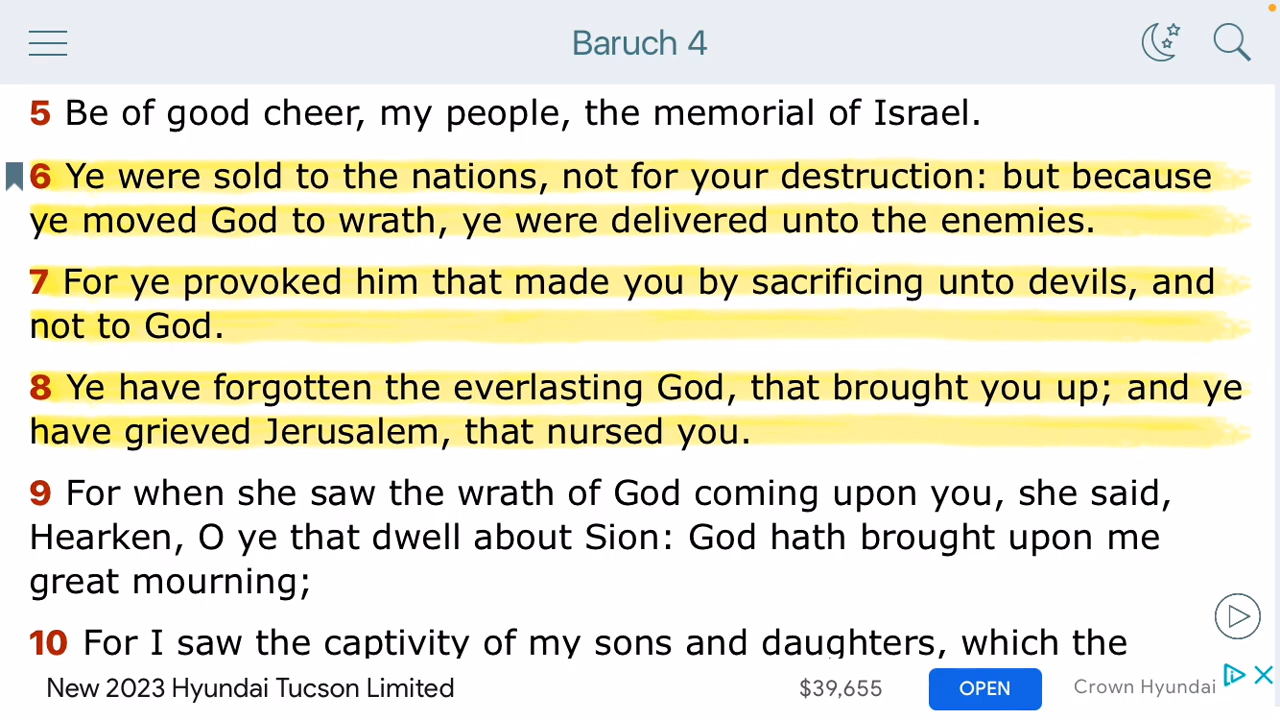 Baruch 4
5 Be of good cheer, my people, the memorial of Israel.
6 Ye were sold to the nations, not for your destruction: but because
ye moved God to wrath, ye were delivered unto the enemies.
7 For ye provoked him that made you by sacrificing unto devils, and
not to God.
8 Ye have forgotten the everlasting God, that brought you up; and ye
have grieved Jerusalem, that nursed you.
9 For when she saw the wrath of God coming upon you, she said,
Hearken, O ye that dwell about Sion: God hath brought upon me
great mourning;
10 For I saw the captivity of my sons and daughters, which the
New 2023 Hyundai Tucson Limited $39,655 OPEN Crown Hyundai